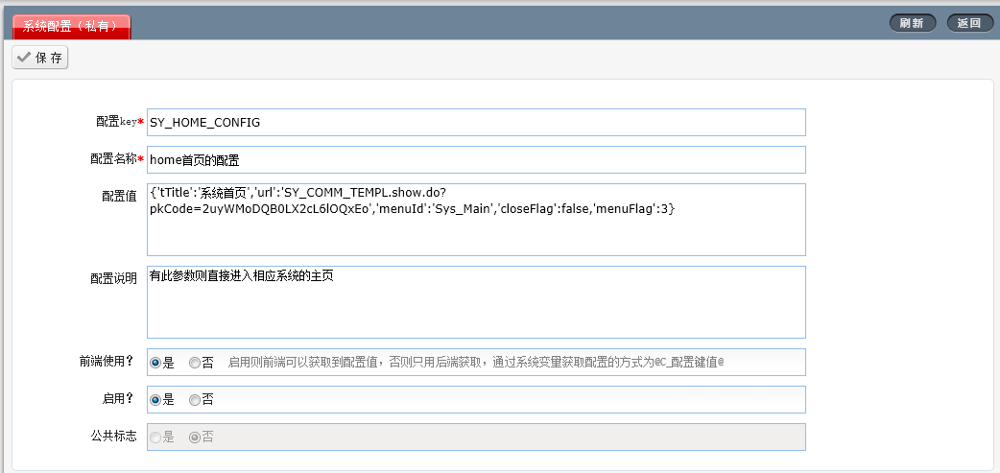 系统配置（私有）
刷新
返回
保存
配置key*
SY_HOME_CONFIG
配置名称*
home首页的配置
配置值
{'tTitle':'系统首页','url':'SY_COMM_TEMPL.show.do?
pkCode=2uyWMoDQB0LX2cL6lOQxEo','menuId':'Sys_Main','closeFlag':false,'menuFlag':3}
配置说明
有此参数则直接进入相应系统的主页
前端使用？
是 否 启用则前端可以获取到配置值，否则只用后端获取，通过系统变量获取配置的方式为@C_配置键值@
启用？
是 否
公共标志
是 否